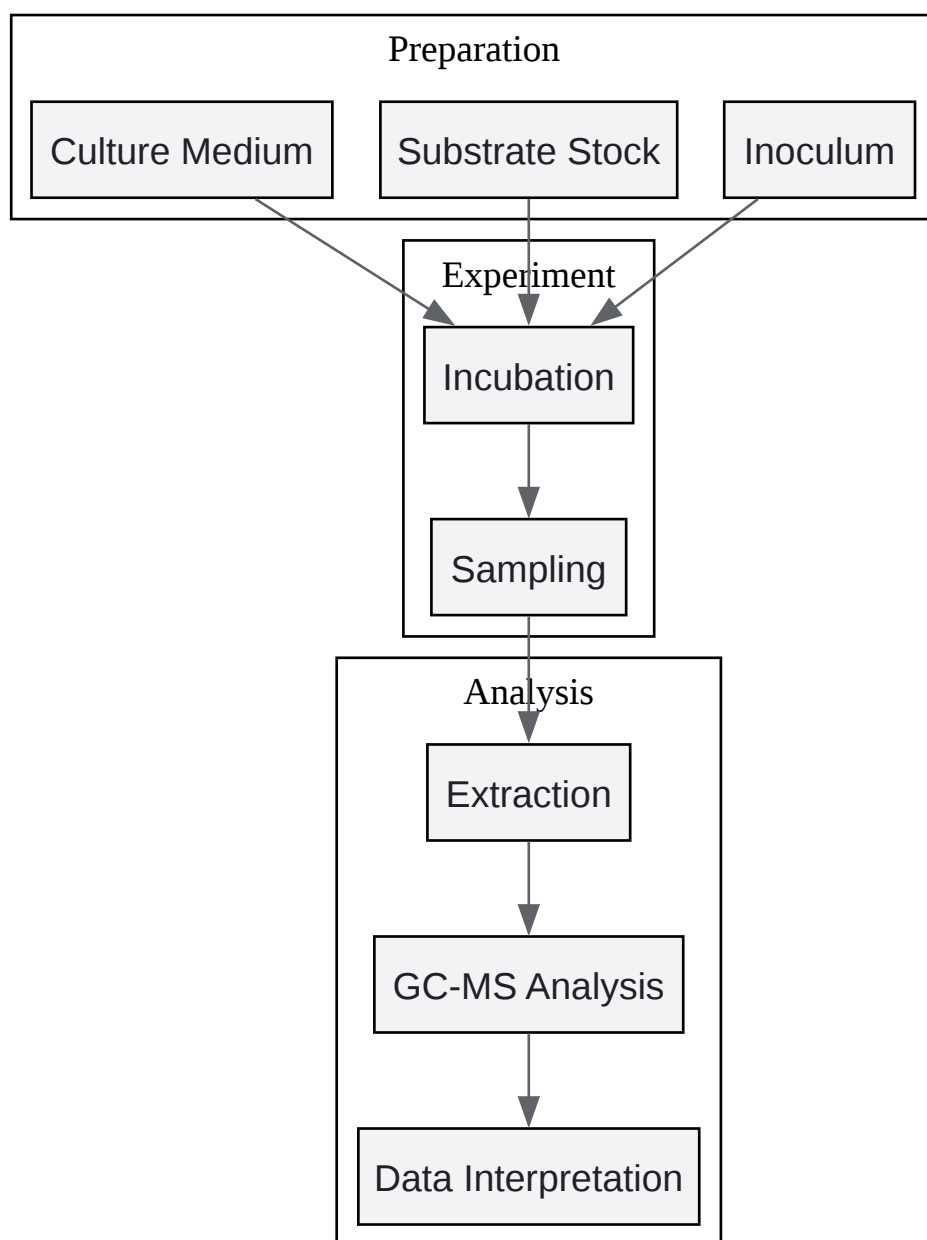 Preparation
Culture Medium
Substrate Stock
Inoculum
Experiment
Incubation
Sampling
Analysis
Extraction
GC-MS Analysis
Data Interpretation